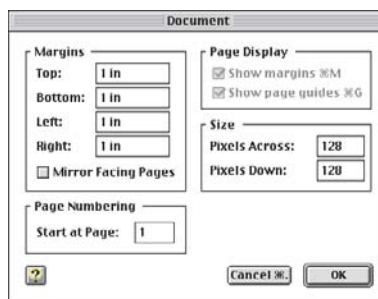 Document
Margins
Top: 1 in
Bottom: 1 in
Left: 1 in
Right: 1 in
Mirror Facing Pages
Page Numbering
Start at Page: 1
Page Display
Show margins ⌘M
Show page guides ⌘G
Size
Pixels Across: 128
Pixels Down: 128
?
Cancel ⌘.
OK